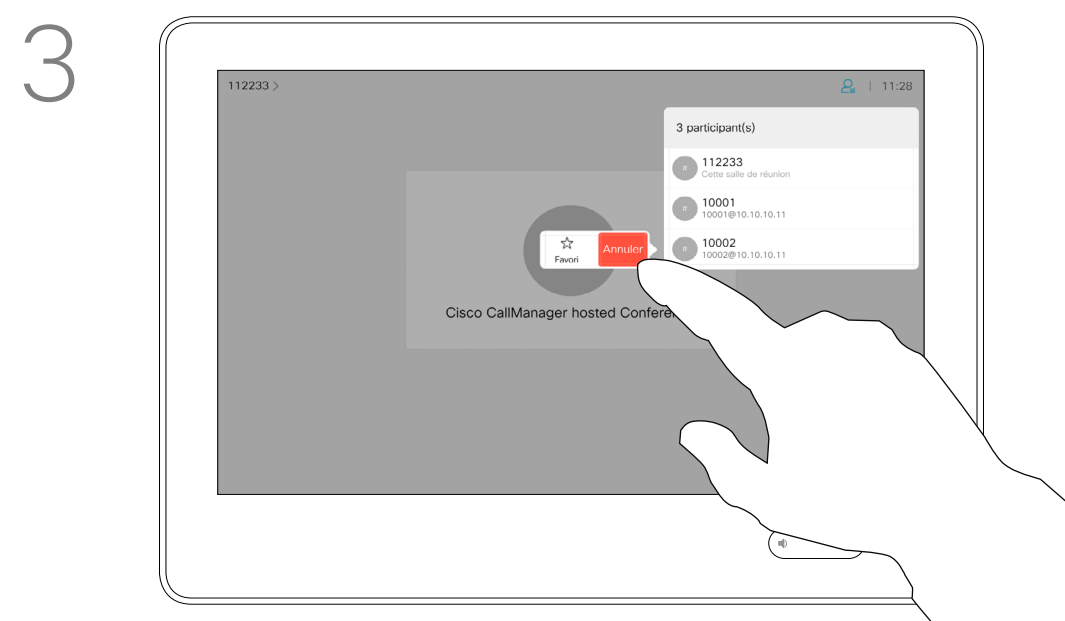 3
112233 >
| 11:28
3 participant(s)
# 112233
Cette salle de réunion
# 10001
10001@10.10.10.11
# 10002
10002@10.10.10.11
Favori
Annuler
Cisco CallManager hosted